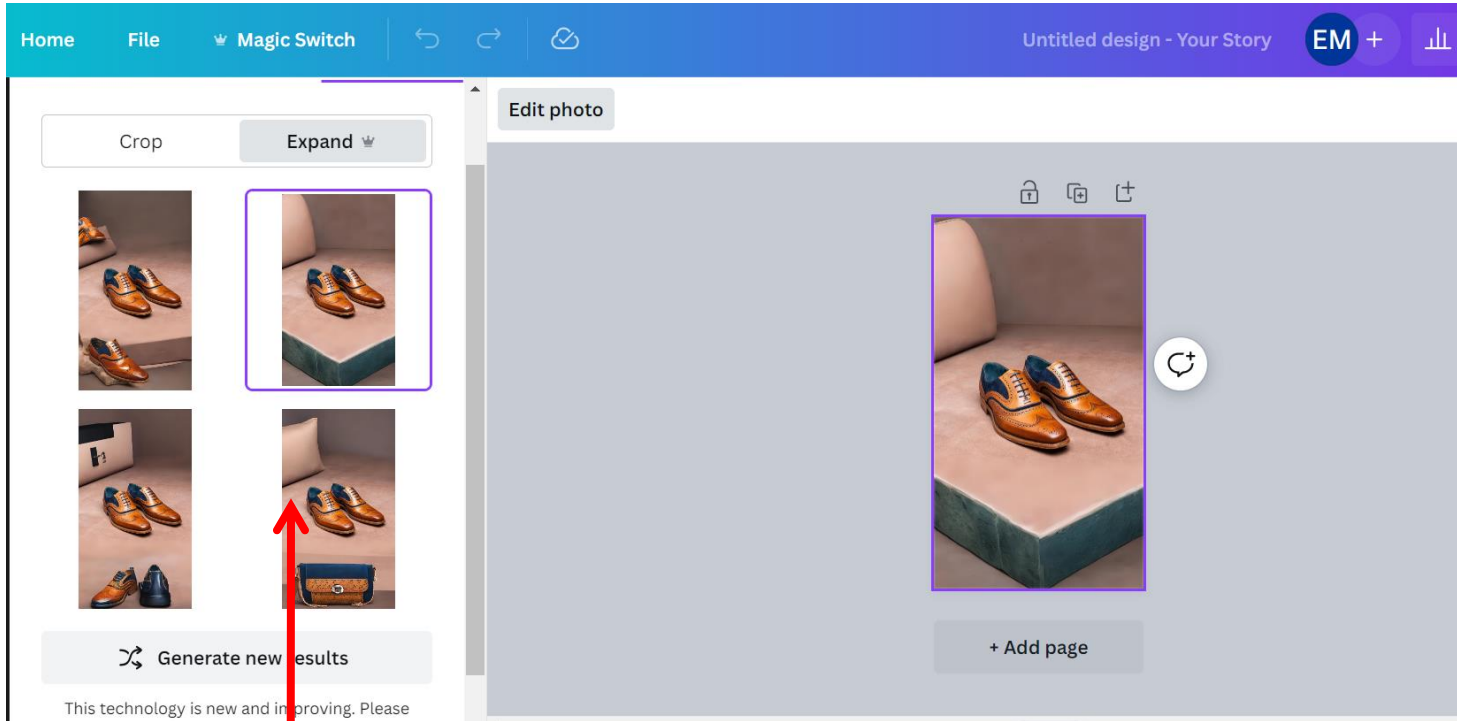 Home File Magic Switch Untitled design - Your Story EM +
Edit photo
Crop Expand
Generate new results
+ Add page
This technology is new and improving. Please